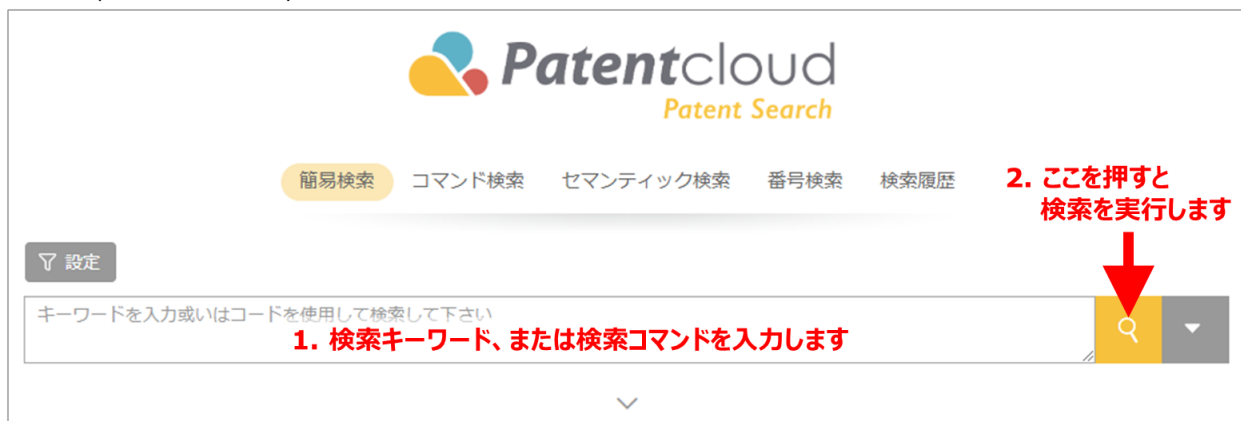 Patentcloud
Patent Search
簡易検索 コマンド検索 セマンティック検索 番号検索 検索履歴
2. ここを押すと
検索を実行します
設定
キーワードを入力或いはコードを使用して検索して下さい
1. 検索キーワード、または検索コマンドを入力します